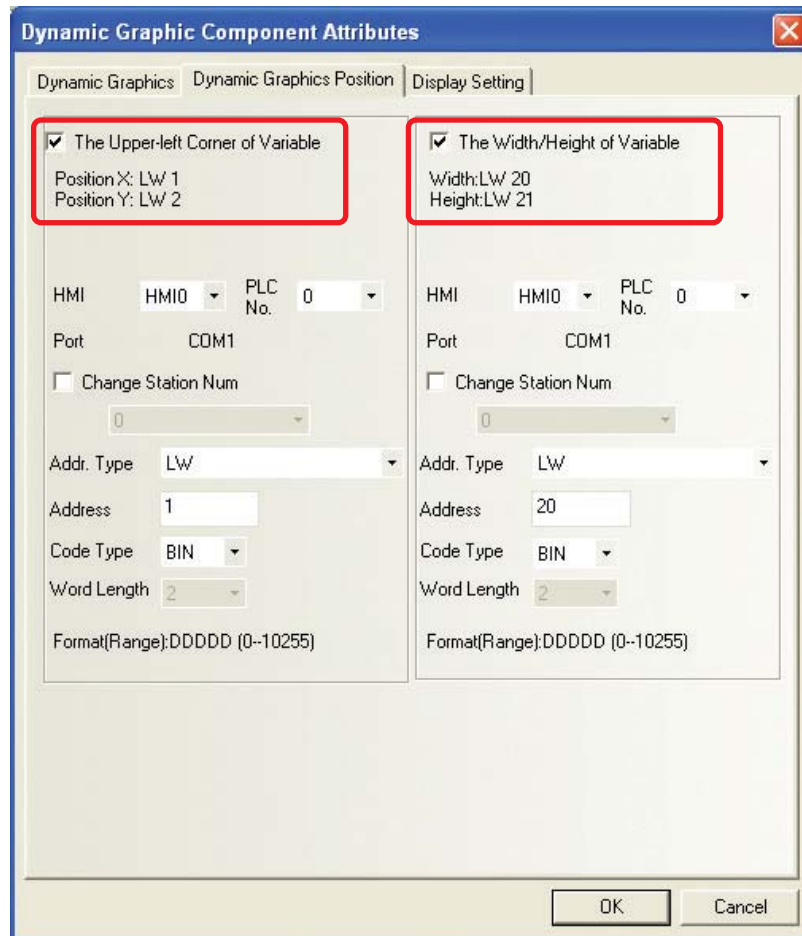 Dynamic Graphic Component Attributes
Dynamic Graphics
Dynamic Graphics Position
Display Setting
The Upper-left Corner of Variable
Position X: LW 1
Position Y: LW 2
HMI HMI0 PLC No. 0
Port COM1
Change Station Num
0
Addr. Type LW
Address 1
Code Type BIN
Word Length 2
Format(Range):DDDDD (0--10255)
The Width/Height of Variable
Width:LW 20
Height:LW 21
HMI HMI0 PLC No. 0
Port COM1
Change Station Num
0
Addr. Type LW
Address 20
Code Type BIN
Word Length 2
Format(Range):DDDDD (0--10255)
OK
Cancel